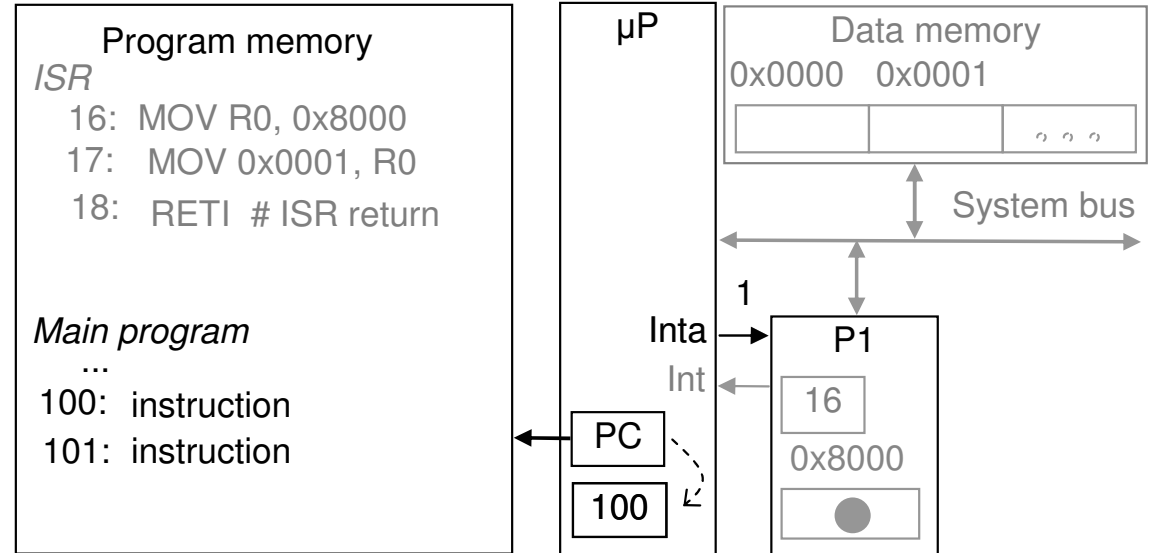 Program memory
ISR
16: MOV R0, 0x8000
17: MOV 0x0001, R0
18: RETI # ISR return
Main program
...
100: instruction
101: instruction
µP
Inta
Int
PC
100
Data memory
0x0000 0x0001
...
System bus
1
P1
16
0x8000